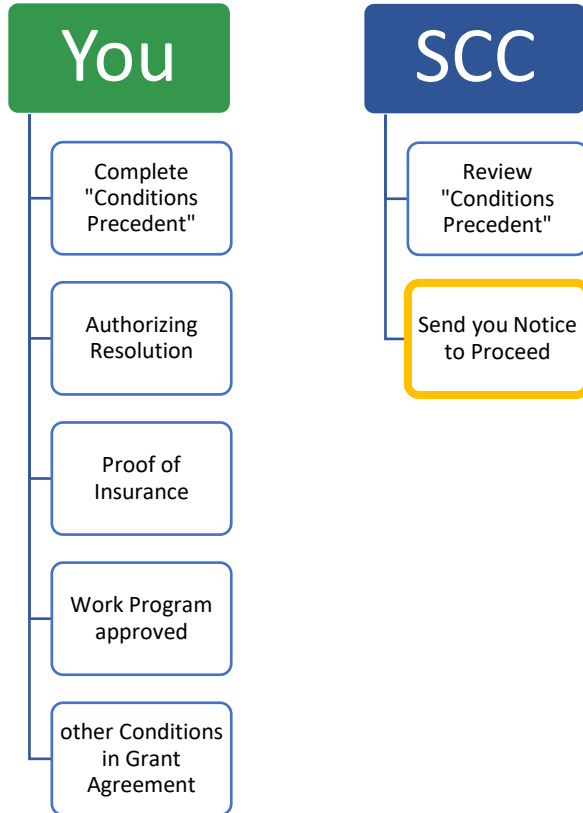 You
Complete
"Conditions
Precedent"
Authorizing
Resolution
Proof of
Insurance
Work Program
approved
other Conditions
in Grant
Agreement
SCC
Review
"Conditions
Precedent"
Send you Notice
to Proceed